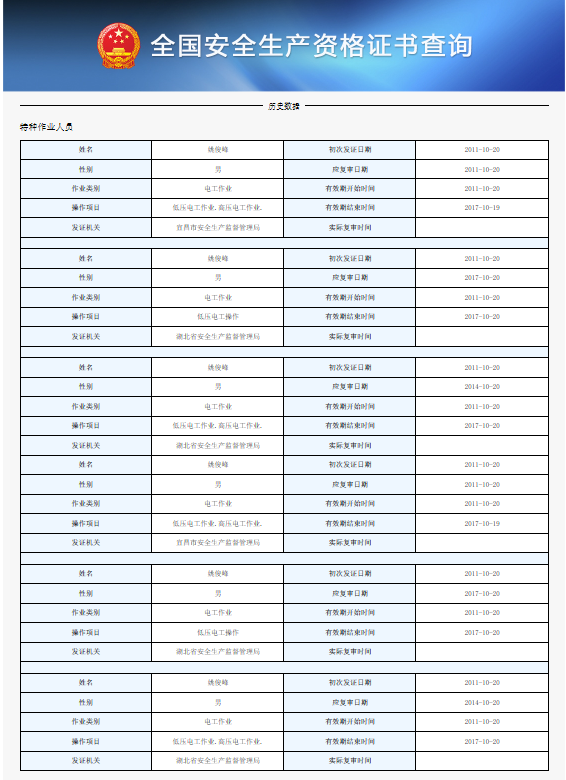 全国安全生产资格证书查询
历史数据
特种作业人员
姓名 姚俊峰 初次发证日期 2011-10-20
性别 男 应复审日期 2011-10-20
作业类别 电工作业 有效期开始时间 2011-10-20
操作项目 低压电工作业,高压电工作业, 有效期结束时间 2017-10-19
发证机关 宜昌市安全生产监督管理局 实际复审时间
姓名 姚俊峰 初次发证日期 2011-10-20
性别 男 应复审日期 2017-10-20
作业类别 电工作业 有效期开始时间 2011-10-20
操作项目 低压电工操作 有效期结束时间 2017-10-20
发证机关 湖北省安全生产监督管理局 实际复审时间
姓名 姚俊峰 初次发证日期 2011-10-20
性别 男 应复审日期 2014-10-20
作业类别 电工作业 有效期开始时间 2011-10-20
操作项目 低压电工作业,高压电工作业, 有效期结束时间 2017-10-20
发证机关 湖北省安全生产监督管理局 实际复审时间
姓名 姚俊峰 初次发证日期 2011-10-20
性别 男 应复审日期 2011-10-20
作业类别 电工作业 有效期开始时间 2011-10-20
操作项目 低压电工作业,高压电工作业, 有效期结束时间 2017-10-19
发证机关 宜昌市安全生产监督管理局 实际复审时间
姓名 姚俊峰 初次发证日期 2011-10-20
性别 男 应复审日期 2017-10-20
作业类别 电工作业 有效期开始时间 2011-10-20
操作项目 低压电工操作 有效期结束时间 2017-10-20
发证机关 湖北省安全生产监督管理局 实际复审时间
姓名 姚俊峰 初次发证日期 2011-10-20
性别 男 应复审日期 2014-10-20
作业类别 电工作业 有效期开始时间 2011-10-20
操作项目 低压电工作业,高压电工作业, 有效期结束时间 2017-10-20
发证机关 湖北省安全生产监督管理局 实际复审时间